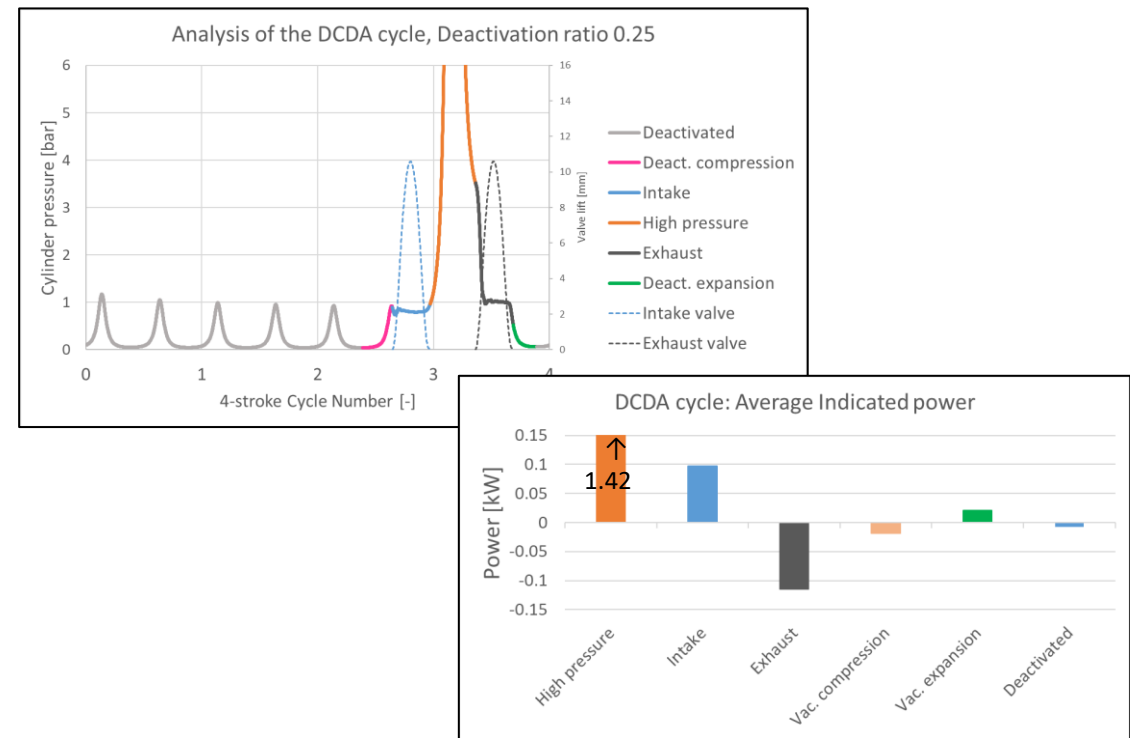 Analysis of the DCDA cycle, Deactivation ratio 0.25
Cylinder pressure [bar]
6
5
4
3
2
1
0
16
14
12
10
8
6
4
2
0
Valve lift [mm]
0 1 2 3 4
4-stroke Cycle Number [-]
Deactivated
Deact. compression
Intake
High pressure
Exhaust
Deact. expansion
Intake valve
Exhaust valve
DCDA cycle: Average Indicated power
Power [kW]
0.15
0.1
0.05
0
-0.05
-0.1
-0.15
↑
1.42
High pressure
Intake
Exhaust
Vac. compression
Vac. expansion
Deactivated